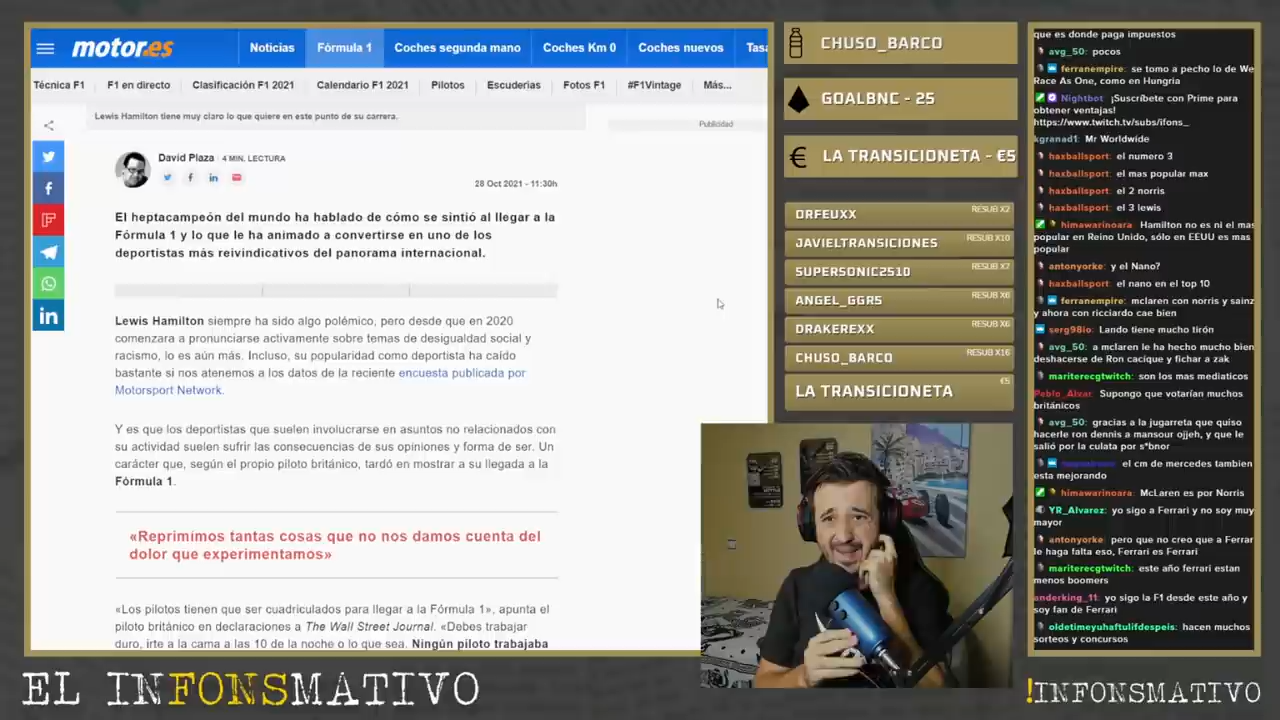 motor.es
Noticias
Fórmula 1
Coches segunda mano
Coches Km 0
Coches nuevos
Tasa
Técnica F1
F1 en directo
Clasificación F1 2021
Calendario F1 2021
Pilotos
Escuderías
Fotos F1
#F1Vintage
Más...
Lewis Hamilton tiene muy claro lo que quiere en este punto de su carrera.
Publicidad
David Plaza | 4 MIN. LECTURA
28 Oct 2021 - 11:30h
El heptacampeón del mundo ha hablado de cómo se sintió al llegar a la
Fórmula 1 y lo que le ha animado a convertirse en uno de los
deportistas más reivindicativos del panorama internacional.
Lewis Hamilton siempre ha sido algo polémico, pero desde que en 2020
comenzara a pronunciarse activamente sobre temas de desigualdad social y
racismo, lo es aún más. Incluso, su popularidad como deportista ha caído
bastante si nos atenemos a los datos de la reciente encuesta publicada por
Motorsport Network.
Y es que los deportistas que suelen involucrarse en asuntos no relacionados con
su actividad suelen sufrir las consecuencias de sus opiniones y forma de ser. Un
carácter que, según el propio piloto británico, tardó en mostrar a su llegada a la
Fórmula 1.
«Reprimimos tantas cosas que no nos damos cuenta del
dolor que experimentamos»
«Los pilotos tienen que ser cuadriculados para llegar a la Fórmula 1», apunta el
piloto británico en declaraciones a The Wall Street Journal. «Debes trabajar
duro, irte a la cama a las 10 de la noche o lo que sea. Ningún piloto trabajaba
CHUSO_BARCO
GOALBNC - 25
€ LA TRANSICIONETA - €5
ORFEUXX RESUB X2
JAVIELTRANSICIONES RESUB X10
SUPERSONIC2510 RESUB X7
ANGEL_GGR5 RESUB X6
DRAKEREXX RESUB X6
CHUSO_BARCO RESUB X16
LA TRANSICIONETA €5
que es donde paga impuestos
avg_50: pocos
ferranempire: se tomo a pecho lo de We
Race As One, como en Hungria
Nightbot ¡Suscríbete con Prime para
obtener ventajas!
https://www.twitch.tv/subs/ifons_
kgranad1: Mr Worldwide
haxballsport: el numero 3
haxballsport: el mas popular max
haxballsport: el 2 norris
haxballsport: el 3 lewis
himawarinoara: Hamilton no es ni el mas
popular en Reino Unido, sólo en EEUU es mas
popular
antonyorke: y el Nano?
haxballsport: el nano en el top 10
ferranempire: mclaren con norris y sainz
y ahora con ricciardo cae bien
serg98io: Lando tiene mucho tirón
avg_50: a mclaren le ha hecho mucho bien
deshacerse de Ron cacique y fichar a zak
mariterecgtwitch: son los mas mediaticos
Pablo_Alvar: Supongo que votarían muchos
británicos
avg_50: gracias a la jugarreta que quiso
hacerle ron dennis a mansour ojjeh, y que le
salió por la culata por s*bnor
el cm de mercedes tambien
esta mejorando
himawarinoara: McLaren es por Norris
YR_Alvarez: yo sigo a Ferrari y no soy muy
mayor
antonyorke: pero que no creo que a Ferrar
le haga falta eso, Ferrari es Ferrari
mariterecgtwitch: este año ferrari estan
menos boomers
anderking_11: yo sigo la F1 desde este año y
soy fan de Ferrari
oldetimeyuhaftulifdespeis: hacen muchos
sorteos y concursos
EL INFONSMATIVO
!INFONSMATIVO